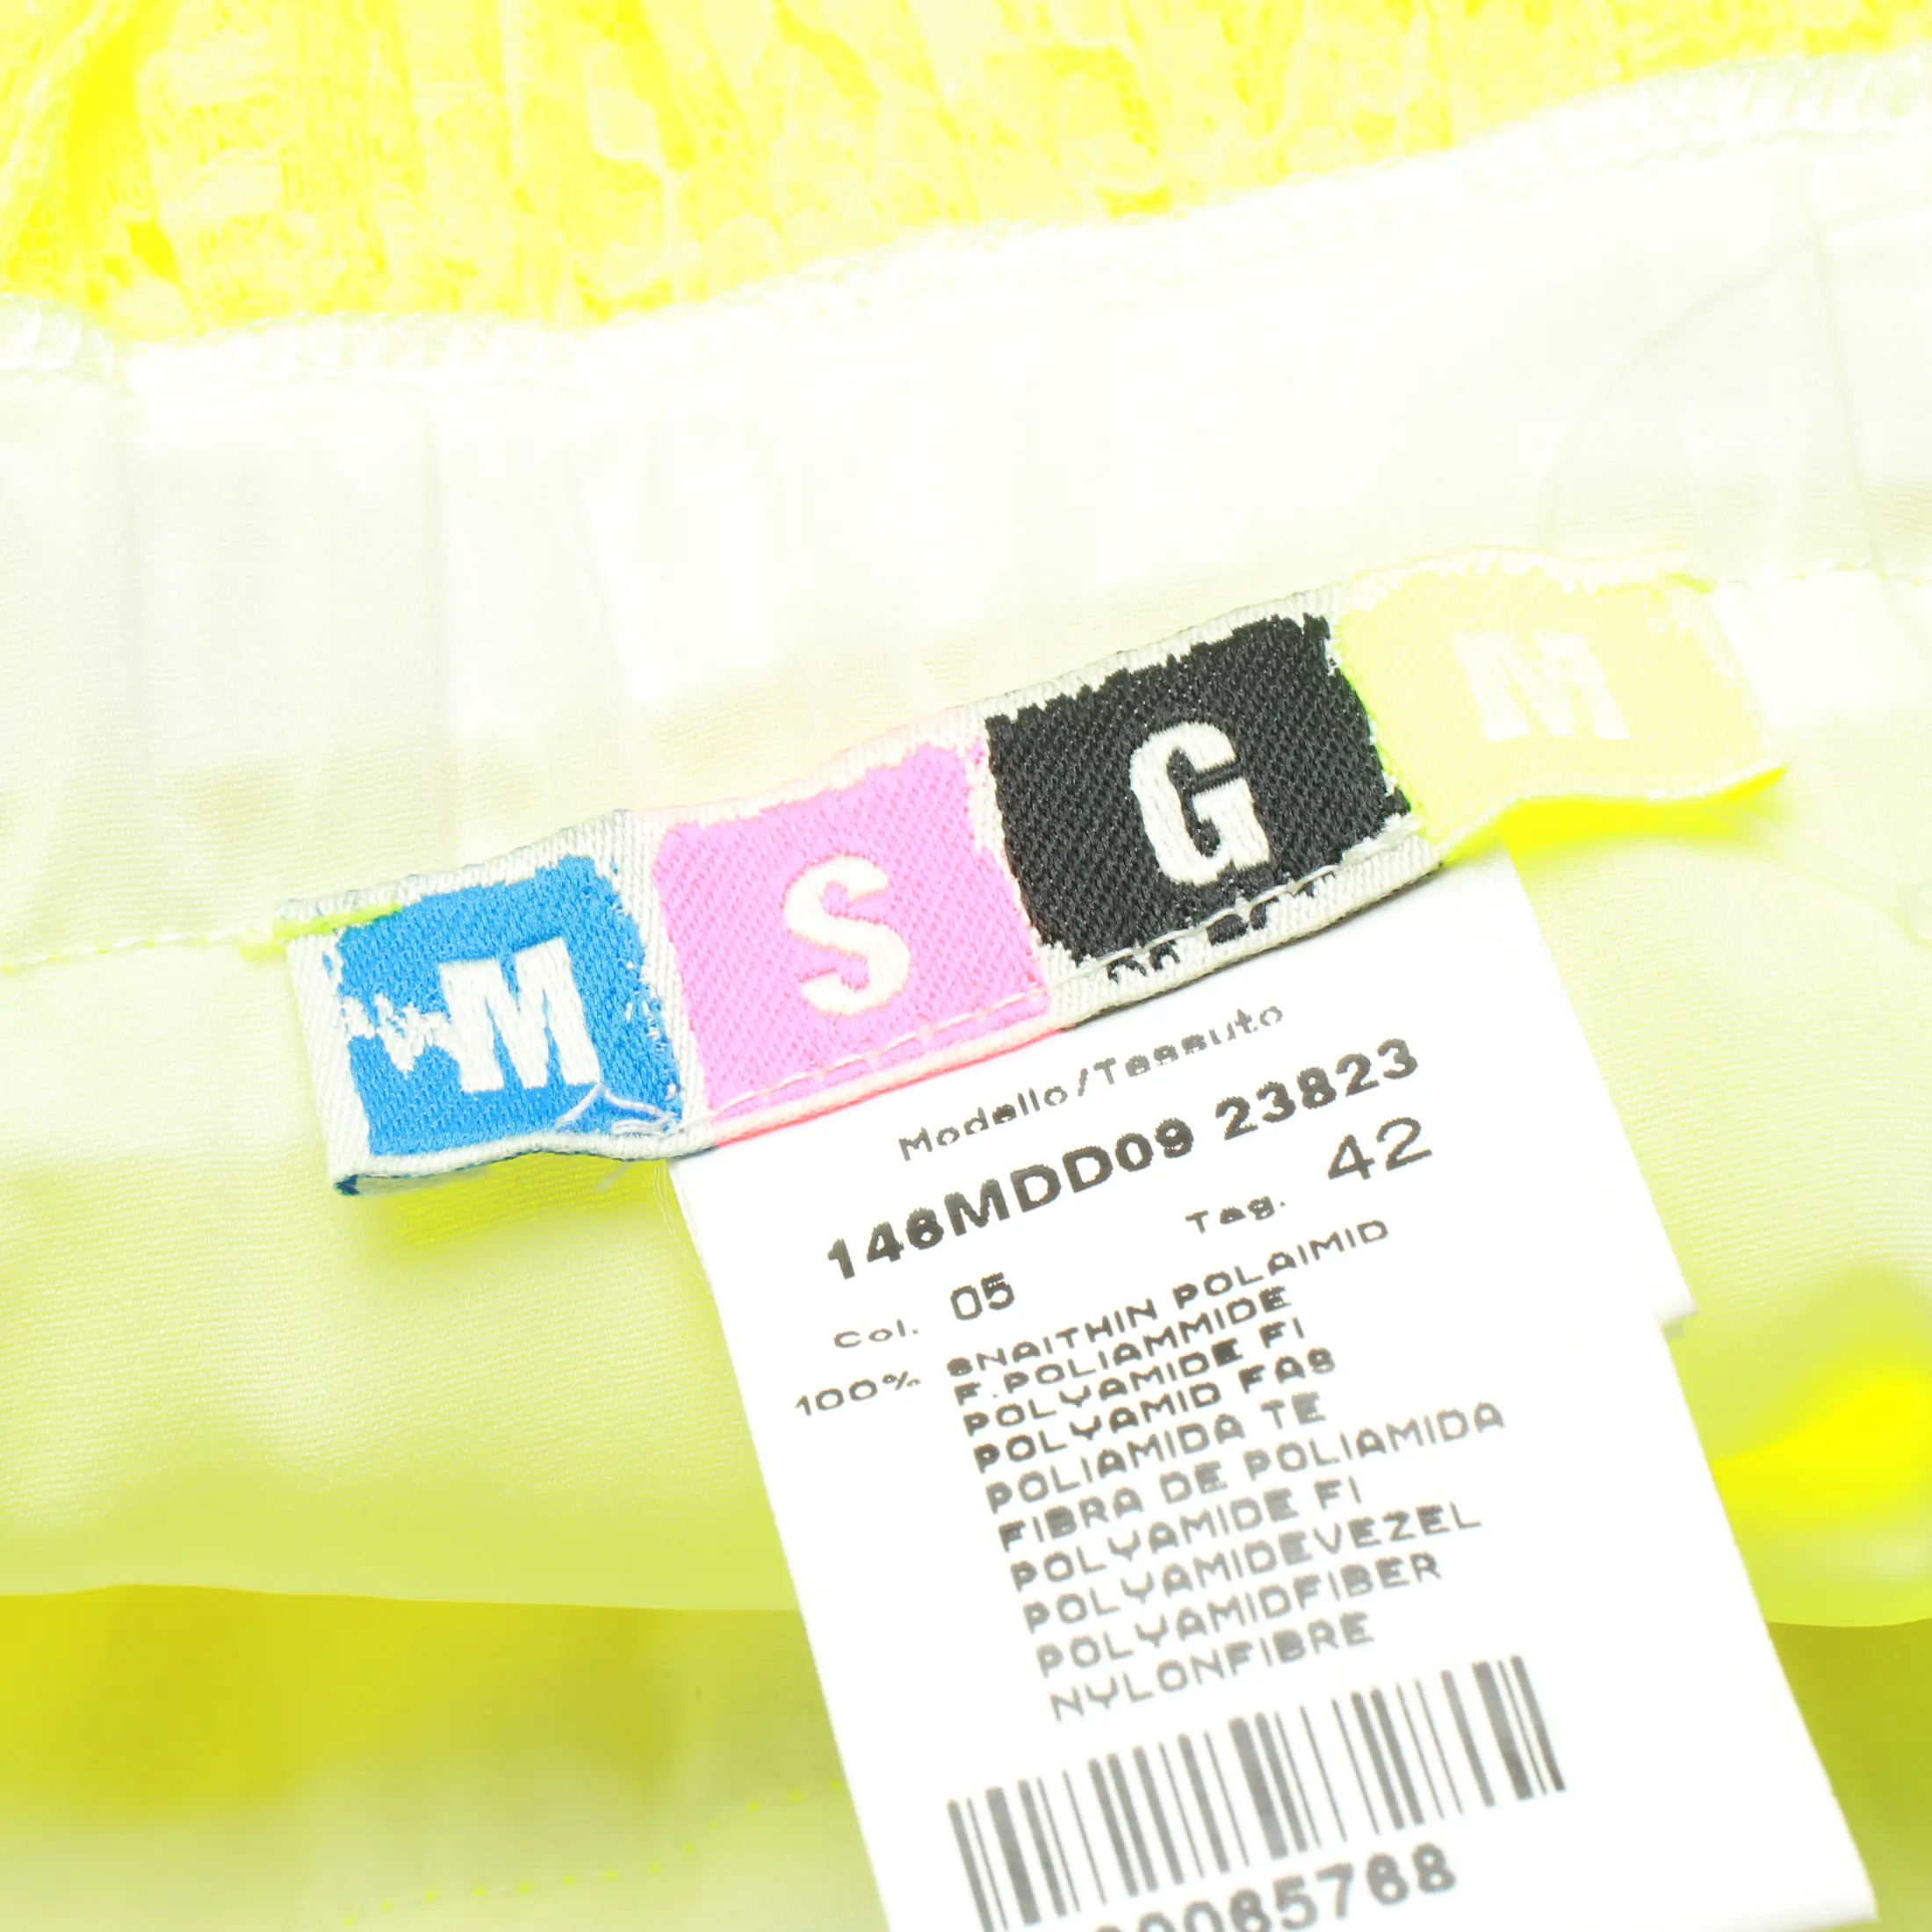 M S G M
Modello/Tessuto
146MDD09 23823
Col. 05 Tag. 42
100% SNAITHIN POLAIMID
F.POLIAMMIDE
POLYAMIDE FI
POLYAMID FAS
POLIAMIDA TE
FIBRA DE POLIAMIDA
POLYAMIDE FI
POLYAMIDEVEZEL
POLYAMIDFIBER
NYLONFIBRE